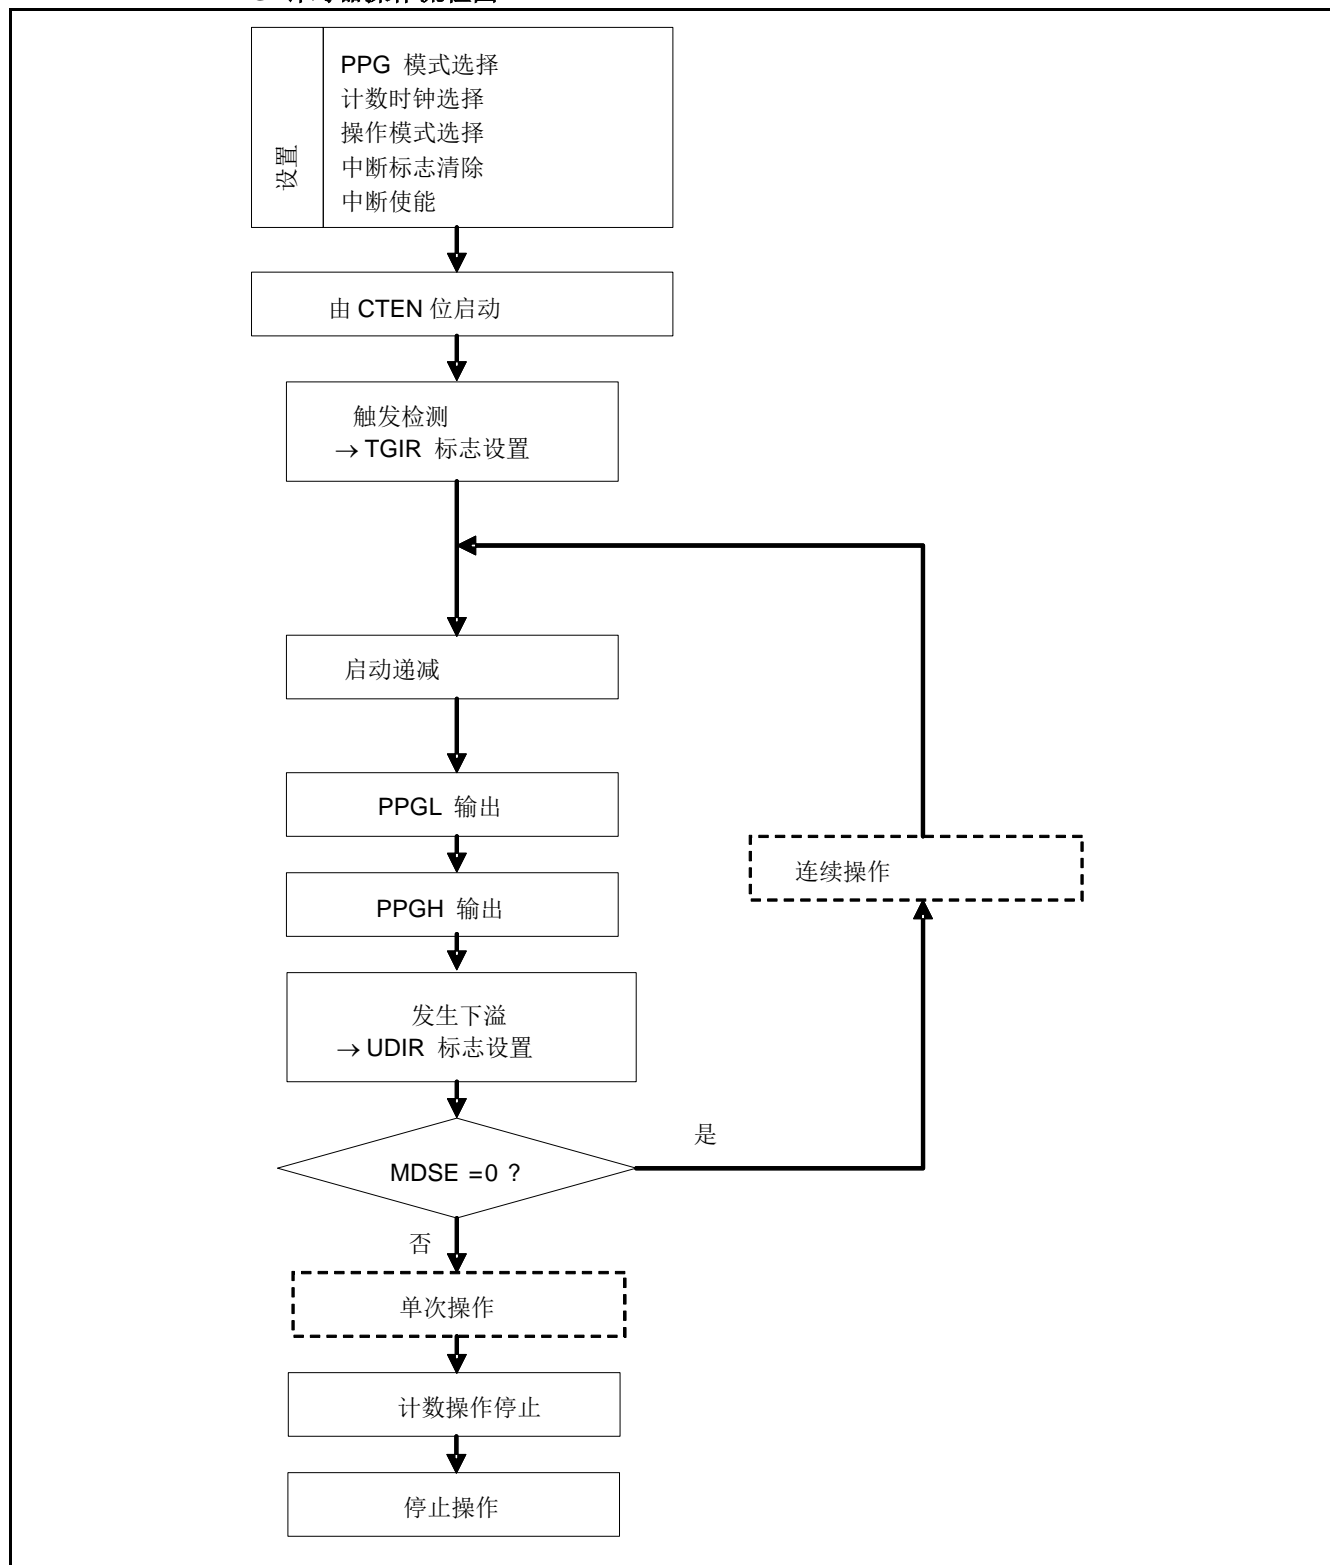 PPG 模式选择
计数时钟选择
操作模式选择
中断标志清除
中断使能
设置
由 CTEN 位启动
触发检测
→ TGIR 标志设置
启动递减
PPGL 输出
连续操作
PPGH 输出
发生下溢
→ UDIR 标志设置
是
MDSE =0 ?
否
单次操作
计数操作停止
停止操作